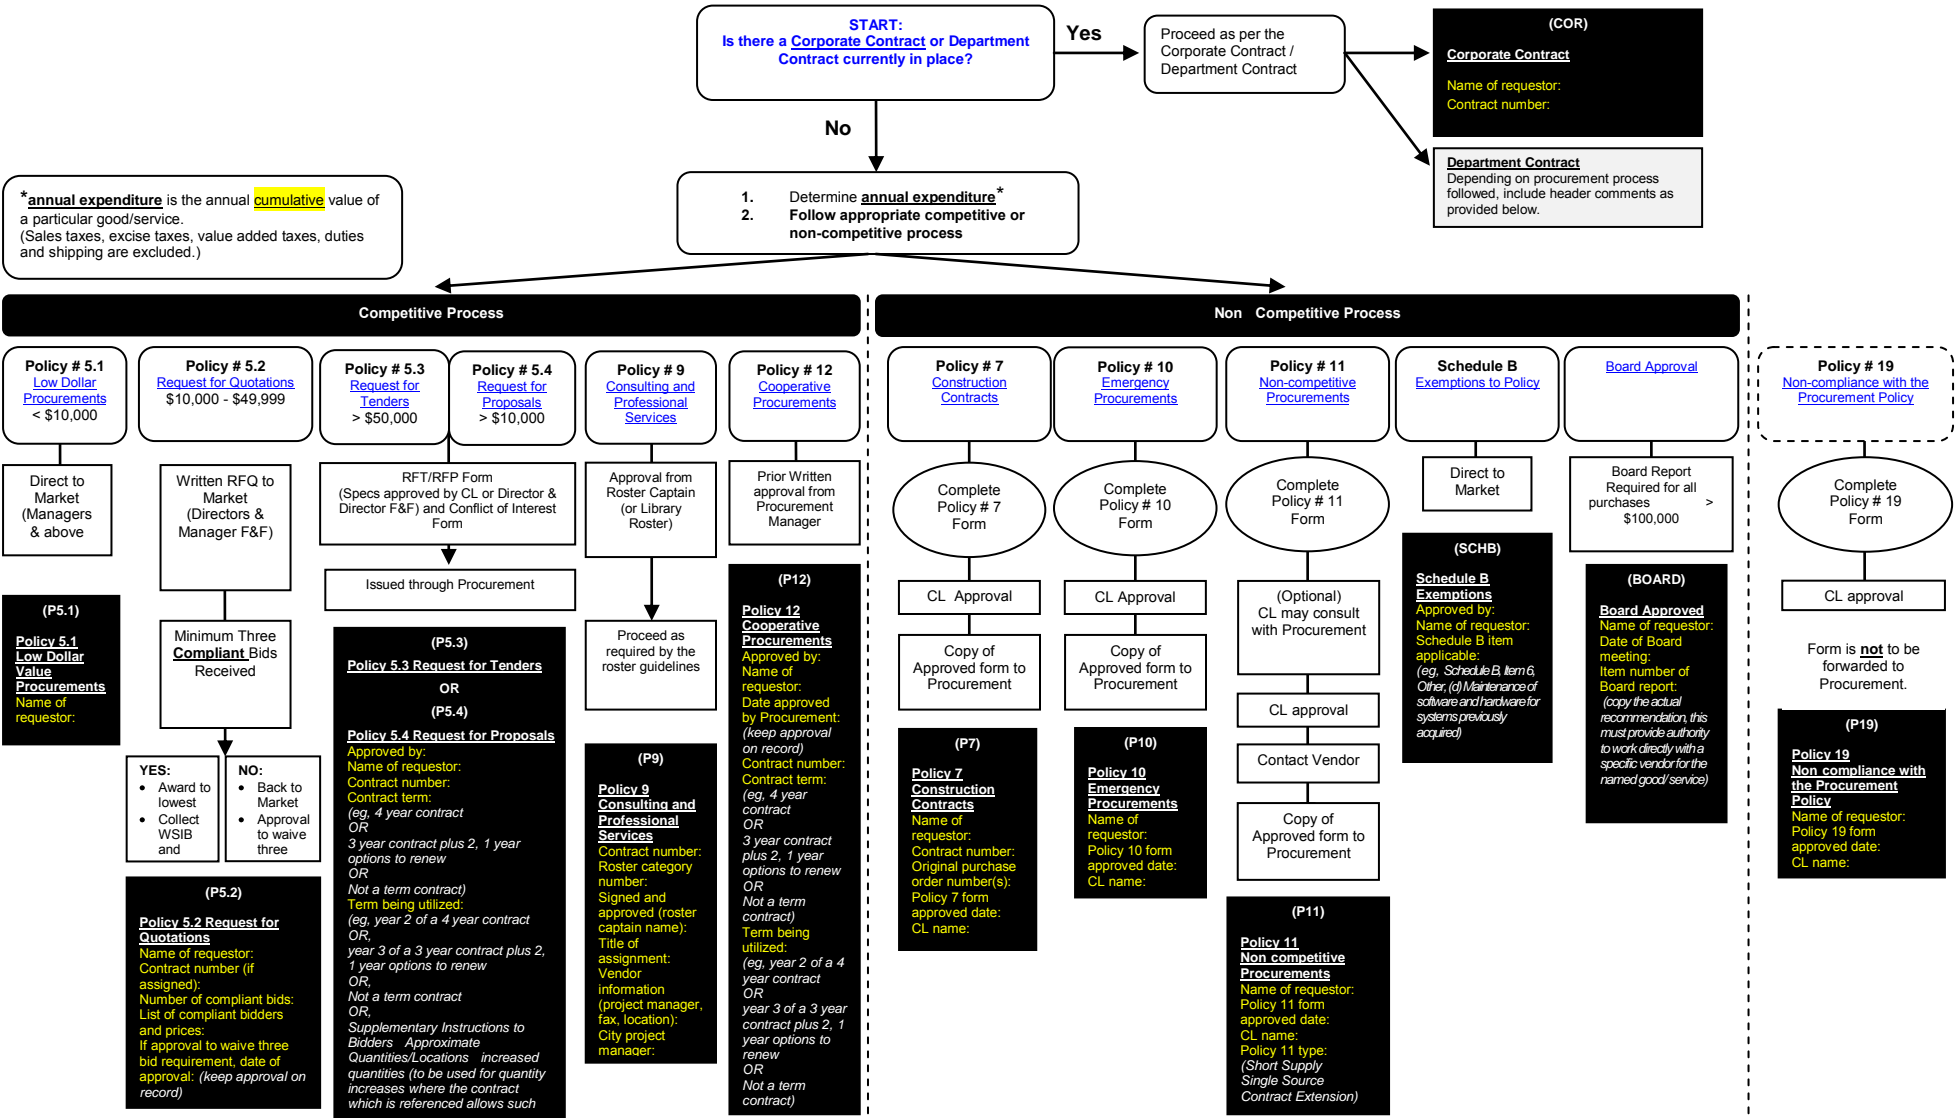 START:
Is there a Corporate Contract or Department
Contract currently in place?
Yes
Proceed as per the
Corporate Contract /
Department Contract
(COR)
Corporate Contract
Name of requestor:
Contract number:
No
Department Contract
Depending on procurement process
followed, include header comments as
provided below.
*annual expenditure is the annual cumulative value of
a particular good/service.
(Sales taxes, excise taxes, value added taxes, duties
and shipping are excluded.)
1. Determine annual expenditure*
2. Follow appropriate competitive or
non-competitive process
Competitive Process
Non Competitive Process
Policy # 5.1
Low Dollar
Procurements
< $10,000
Direct to
Market
(Managers
& above
(P5.1)
Policy 5.1
Low Dollar
Value
Procurements
Name of
requestor:
Policy # 5.2
Request for Quotations
$10,000 - $49,999
Written RFQ to
Market
(Directors &
Manager F&F)
Minimum Three
Compliant Bids
Received
YES:
• Award to
lowest
• Collect
WSIB
and
NO:
• Back to
Market
• Approval
to waive
three
(P5.2)
Policy 5.2 Request for
Quotations
Name of requestor:
Contract number (if
assigned):
Number of compliant bids:
List of compliant bidders
and prices:
If approval to waive three
bid requirement, date of
approval: (keep approval on
record)
Policy # 5.3
Request for
Tenders
> $50,000
Policy # 5.4
Request for
Proposals
> $10,000
RFT/RFP Form
(Specs approved by CL or Director &
Director F&F) and Conflict of Interest
Form
Issued through Procurement
(P5.3)
Policy 5.3 Request for Tenders
OR
(P5.4)
Policy 5.4 Request for Proposals
Approved by:
Name of requestor:
Contract number:
Contract term:
(eg, 4 year contract
OR
3 year contract plus 2, 1 year
options to renew
OR
Not a term contract)
Term being utilized:
(eg, year 2 of a 4 year contract
OR,
year 3 of a 3 year contract plus 2,
1 year options to renew
OR,
Not a term contract
OR,
Supplementary Instructions to
Bidders Approximate
Quantities/Locations increased
quantities (to be used for quantity
increases where the contract
which is referenced allows such
Policy # 9
Consulting and
Professional
Services
Approval from
Roster Captain
(or Library
Roster)
Proceed as
required by the
roster guidelines
(P9)
Policy 9
Consulting and
Professional
Services
Contract number:
Roster category
number:
Signed and
approved (roster
captain name):
Title of
assignment:
Vendor
information
(project manager,
fax, location):
City project
manager:
Policy # 12
Cooperative
Procurements
Prior Written
approval from
Procurement
Manager
(P12)
Policy 12
Cooperative
Procurements
Approved by:
Name of
requestor:
Date approved
by Procurement:
(keep approval
on record)
Contract number:
Contract term:
(eg, 4 year
contract
OR
3 year contract
plus 2, 1 year
options to renew
OR
Not a term
contract)
Term being
utilized:
(eg, year 2 of a 4
year contract
OR
year 3 of a 3 year
contract plus 2, 1
year options to
renew
OR
Not a term
contract)
Policy # 7
Construction
Contracts
Complete
Policy # 7
Form
CL Approval
Copy of
Approved form to
Procurement
(P7)
Policy 7
Construction
Contracts
Name of
requestor:
Contract number:
Original purchase
order number(s):
Policy 7 form
approved date:
CL name:
Policy # 10
Emergency
Procurements
Complete
Policy # 10
Form
CL Approval
Copy of
Approved form to
Procurement
(P10)
Policy 10
Emergency
Procurements
Name of
requestor:
Policy 10 form
approved date:
CL name:
Policy # 11
Non-competitive
Procurements
Complete
Policy # 11
Form
(Optional)
CL may consult
with Procurement
CL approval
Contact Vendor
Copy of
Approved form to
Procurement
(P11)
Policy 11
Non competitive
Procurements
Name of requestor:
Policy 11 form
approved date:
CL name:
Policy 11 type:
(Short Supply
Single Source
Contract Extension)
Schedule B
Exemptions to Policy
Direct to
Market
(SCHB)
Schedule B
Exemptions
Approved by:
Name of requestor:
Schedule B item
applicable:
(eg, Schedule B, Item 6,
Other, (d) Maintenance of
software and hardware for
systems previously
acquired)
Board Approval
Board Report
Required for all
purchases >
$100,000
(BOARD)
Board Approved
Name of requestor:
Date of Board
meeting:
Item number of
Board report:
(copy the actual
recommendation, this
must provide authority
to work directly with a
specific vendor for the
named good/service)
Policy # 19
Non-compliance with the
Procurement Policy
Complete
Policy # 19
Form
CL approval
Form is not to be
forwarded to
Procurement.
(P19)
Policy 19
Non compliance with
the Procurement
Policy
Name of requestor:
Policy 19 form
approved date:
CL name: